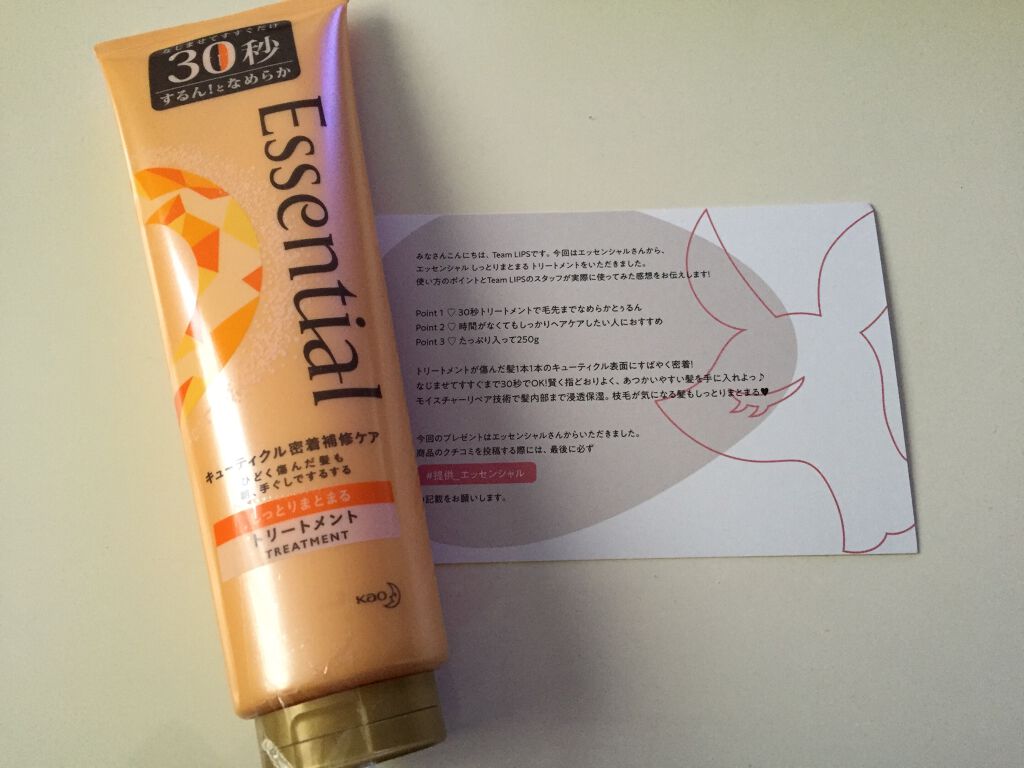 なじませてすすぐだけ
30秒
するん!となめらか
Essential
キューティクル密着補修ケア
ひどく傷んだ髪も
朝、手ぐしでするする
しっとりまとまる
トリートメント
TREATMENT
Kao
みなさんこんにちは、Team LIPSです。今回はエッセンシャルさんから、
エッセンシャル しっとりまとまる トリートメントをいただきました。
使い方のポイントとTeam LIPSのスタッフが実際に使ってみた感想をお伝えします!
Point 1 ♡ 30秒トリートメントで毛先までなめらかとぅるん
Point 2 ♡ 時間がなくてもしっかりヘアケアしたい人におすすめ
Point 3 ♡ たっぷり入って250g
トリートメントが傷んだ髪1本1本のキューティクル表面にすばやく密着!
なじませてすすぐまで30秒でOK!賢く指どおりよく、あつかいやすい髪を手に入れよっ♪
モイスチャーリペア技術で髪内部まで浸透保湿。枝毛が気になる髪もしっとりまとまる♥
今回のプレゼントはエッセンシャルさんからいただきました。
商品のクチコミを投稿する際には、最後に必ず
#提供_エッセンシャル
の記載をお願いします。